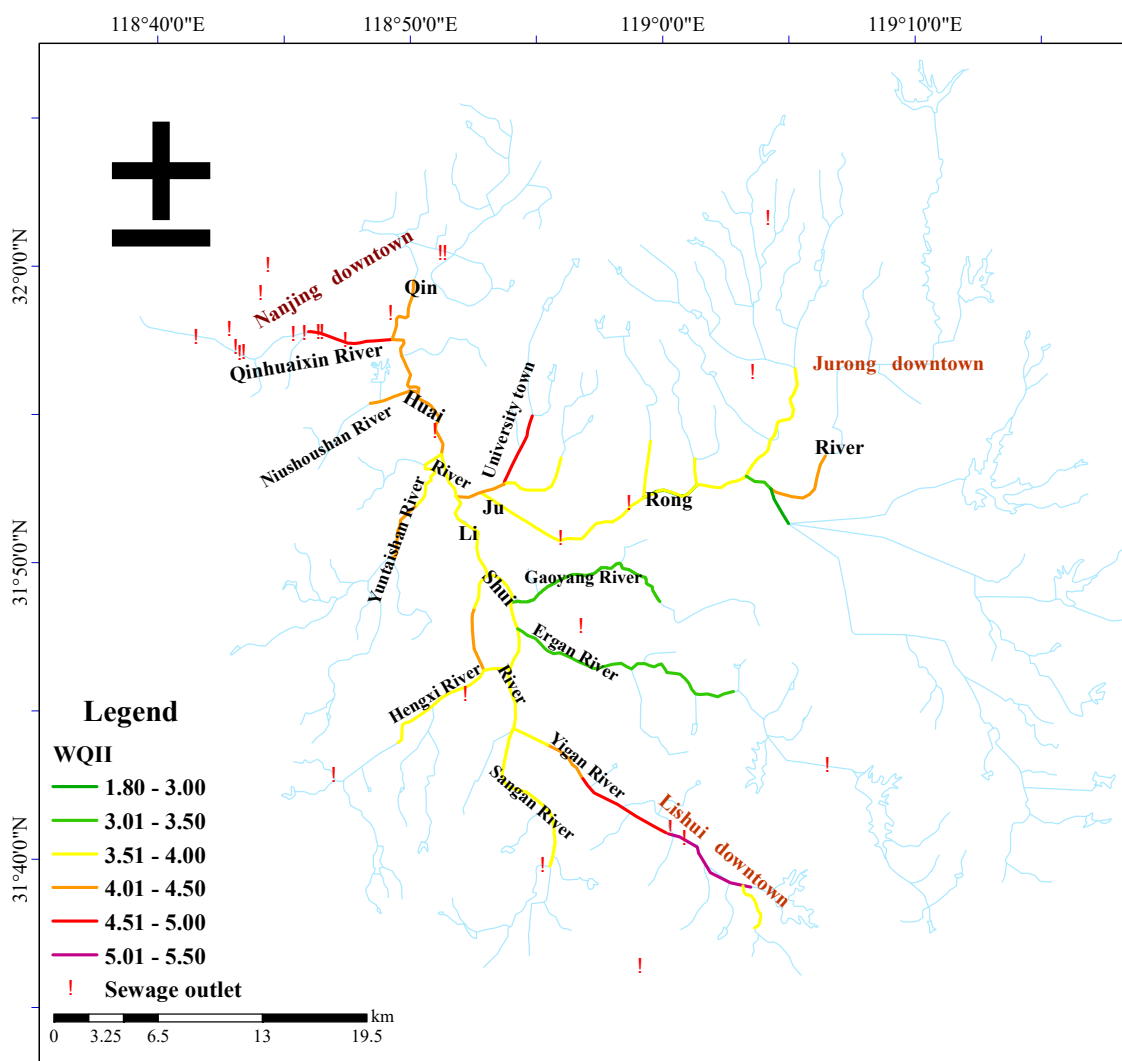 118°40'0"E
118°50'0"E
119°0'0"E
119°10'0"E
32°0'0"N
31°50'0"N
31°40'0"N
Nanjing downtown
Qin
Qinhuaixin River
Huai
Niushoushan River
River
University town
Jurong downtown
River
Rong
Ju
Yuntaishan River
Li
Shui
Gaoyang River
Ergan River
River
Hengxi River
Yigan River
Sangan River
Lishui downtown
Legend
WQII
1.80 - 3.00
3.01 - 3.50
3.51 - 4.00
4.01 - 4.50
4.51 - 5.00
5.01 - 5.50
! Sewage outlet
km
0 3.25 6.5 13 19.5